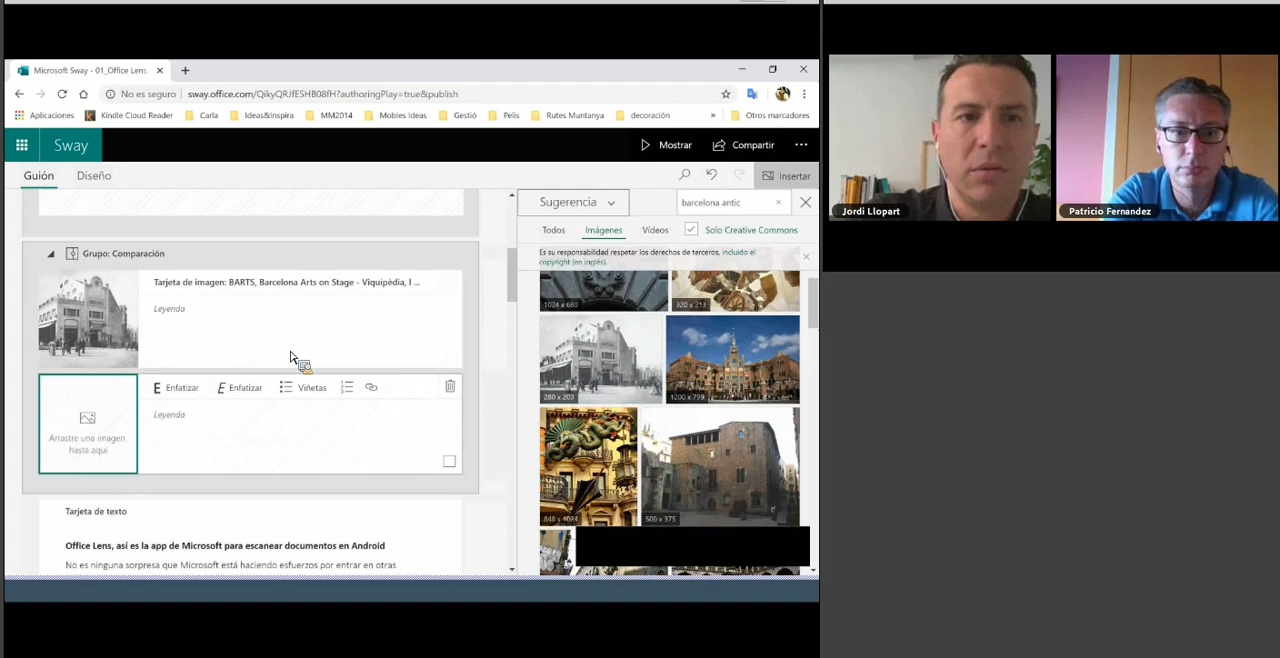 Microsoft Sway - 01_Office Lens,
No es seguro
sway.office.com/QikyQRJfE5HB08fH?authoringPlay=true&publish
Aplicaciones
Kindle Cloud Reader
Carla
Ideas&Inspira
MM2014
Mobles Ideas
Gestió
Pelis
Rutes Muntanya
decoración
»
Otros marcadores
Sway
Mostrar
Compartir
Guión
Diseño
Insertar
Sugerencia
barcelona antic
Todos
Imágenes
Vídeos
Solo Creative Commons
Es su responsabilidad respetar los derechos de terceros, incluido el
copyright (en inglés).
Grupo: Comparación
Tarjeta de imagen: BARTS, Barcelona Arts on Stage - Viquipèdia, l ...
Leyenda
E Enfatizar
E Enfatizar
Viñetas
Leyenda
Arrastre una imagen
hasta aquí
Tarjeta de texto
Office Lens, así es la app de Microsoft para escanear documentos en Android
No es ninguna sorpresa que Microsoft está haciendo esfuerzos por entrar en otras
1024 x 680
320 x 213
280 x 203
1200 x 799
848 x 1024
500 x 375
Jordi Llopart
Patricio Fernandez